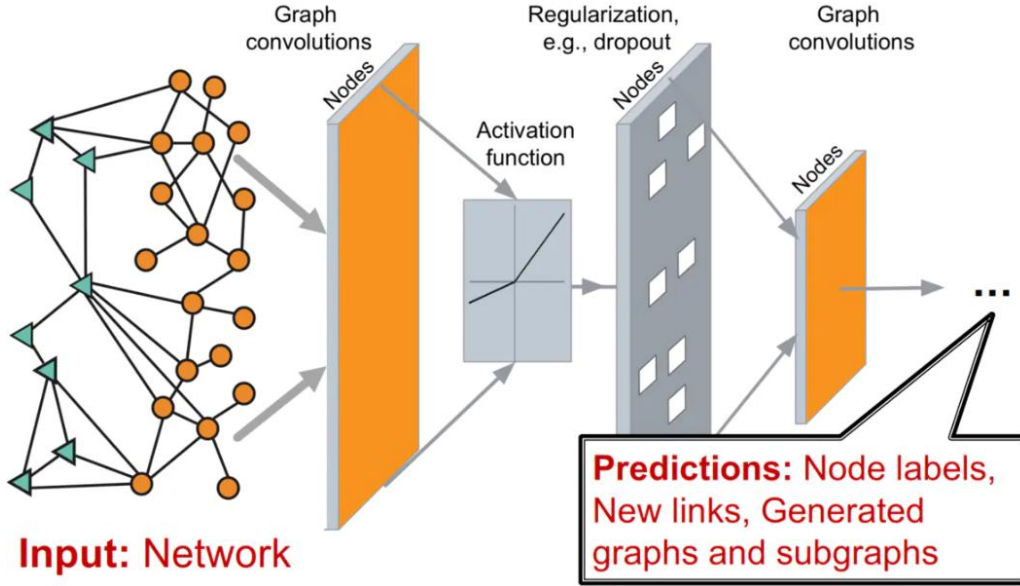 Graph
convolutions
Regularization,
e.g., dropout
Graph
convolutions
Nodes
Nodes
Activation
function
Nodes
...
Predictions: Node labels,
New links, Generated
graphs and subgraphs
Input: Network